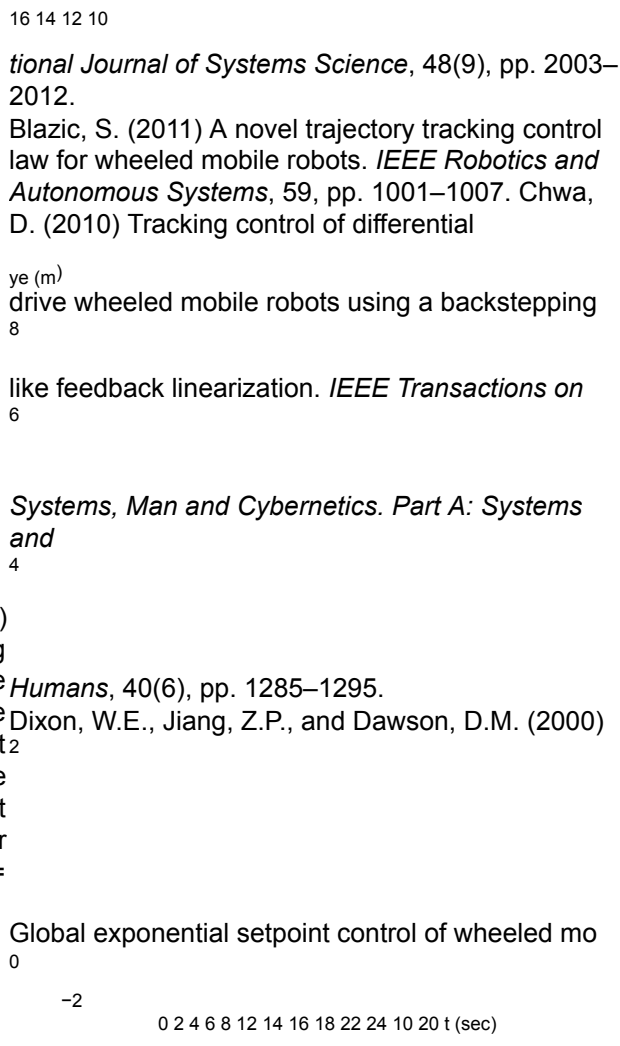 16 14 12 10
tional Journal of Systems Science, 48(9), pp. 2003–
2012.
Blazic, S. (2011) A novel trajectory tracking control
law for wheeled mobile robots. IEEE Robotics and
Autonomous Systems, 59, pp. 1001–1007. Chwa,
D. (2010) Tracking control of differential
ye (m)
drive wheeled mobile robots using a backstepping
8
like feedback linearization. IEEE Transactions on
6
Systems, Man and Cybernetics. Part A: Systems
and
4
)
g
e Humans, 40(6), pp. 1285–1295.
e Dixon, W.E., Jiang, Z.P., and Dawson, D.M. (2000)
t 2
e
t
r
=
Global exponential setpoint control of wheeled mo
0
−2
0 2 4 6 8 12 14 16 18 22 24 10 20 t (sec)